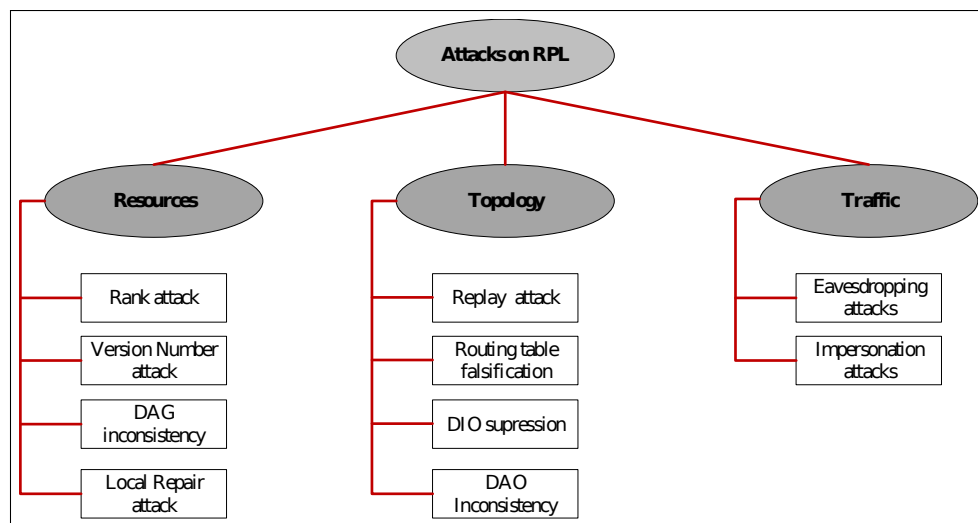 Attacks on RPL
Resources
Topology
Traffic
Rank attack
Version Number
attack
DAG
inconsistency
Local Repair
attack
Replay attack
Routing table
falsification
DIO supression
DAO
Inconsistency
Eavesdropping
attacks
Impersonation
attacks